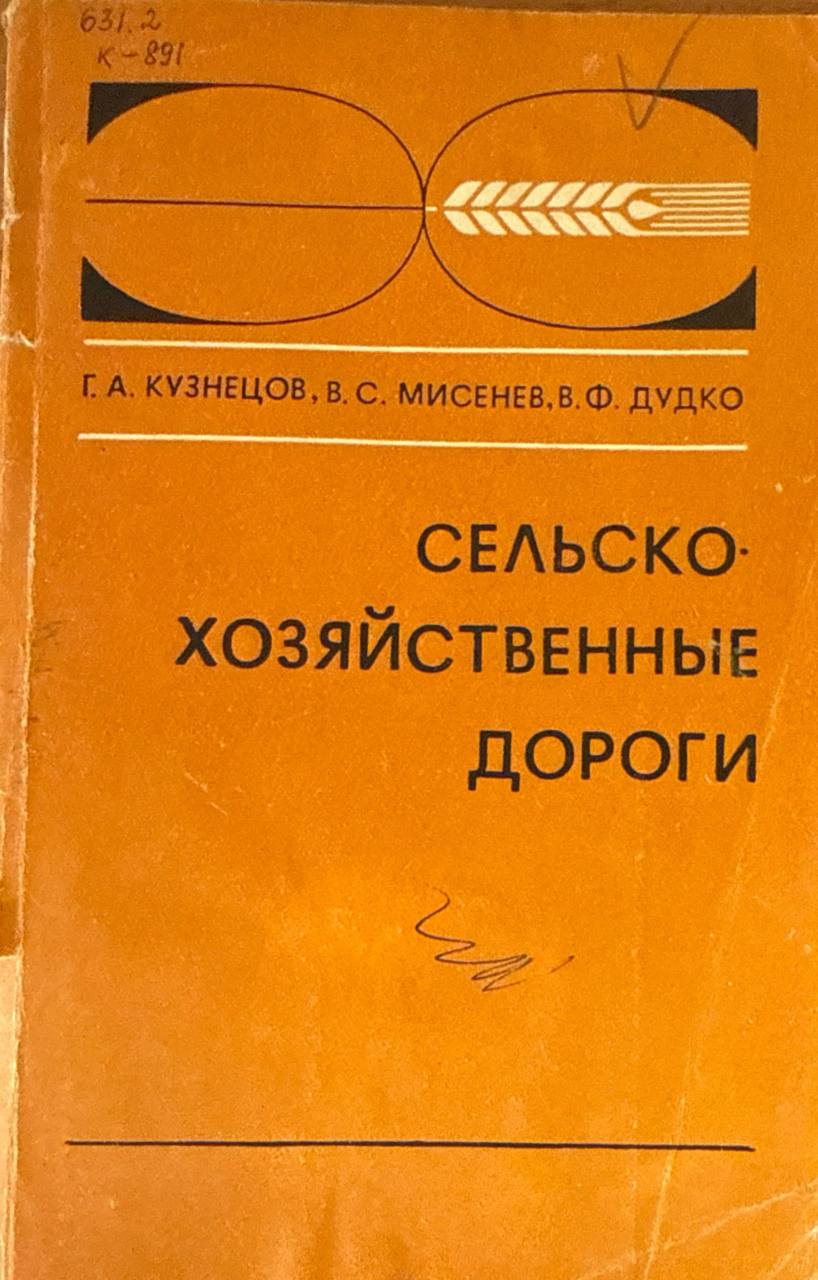 631.2
К-891
Г. А. КУЗНЕЦОВ, В. С. МИСЕНЕВ, В. Ф. ДУДКО
СЕЛЬСКО-
ХОЗЯЙСТВЕННЫЕ
ДОРОГИ